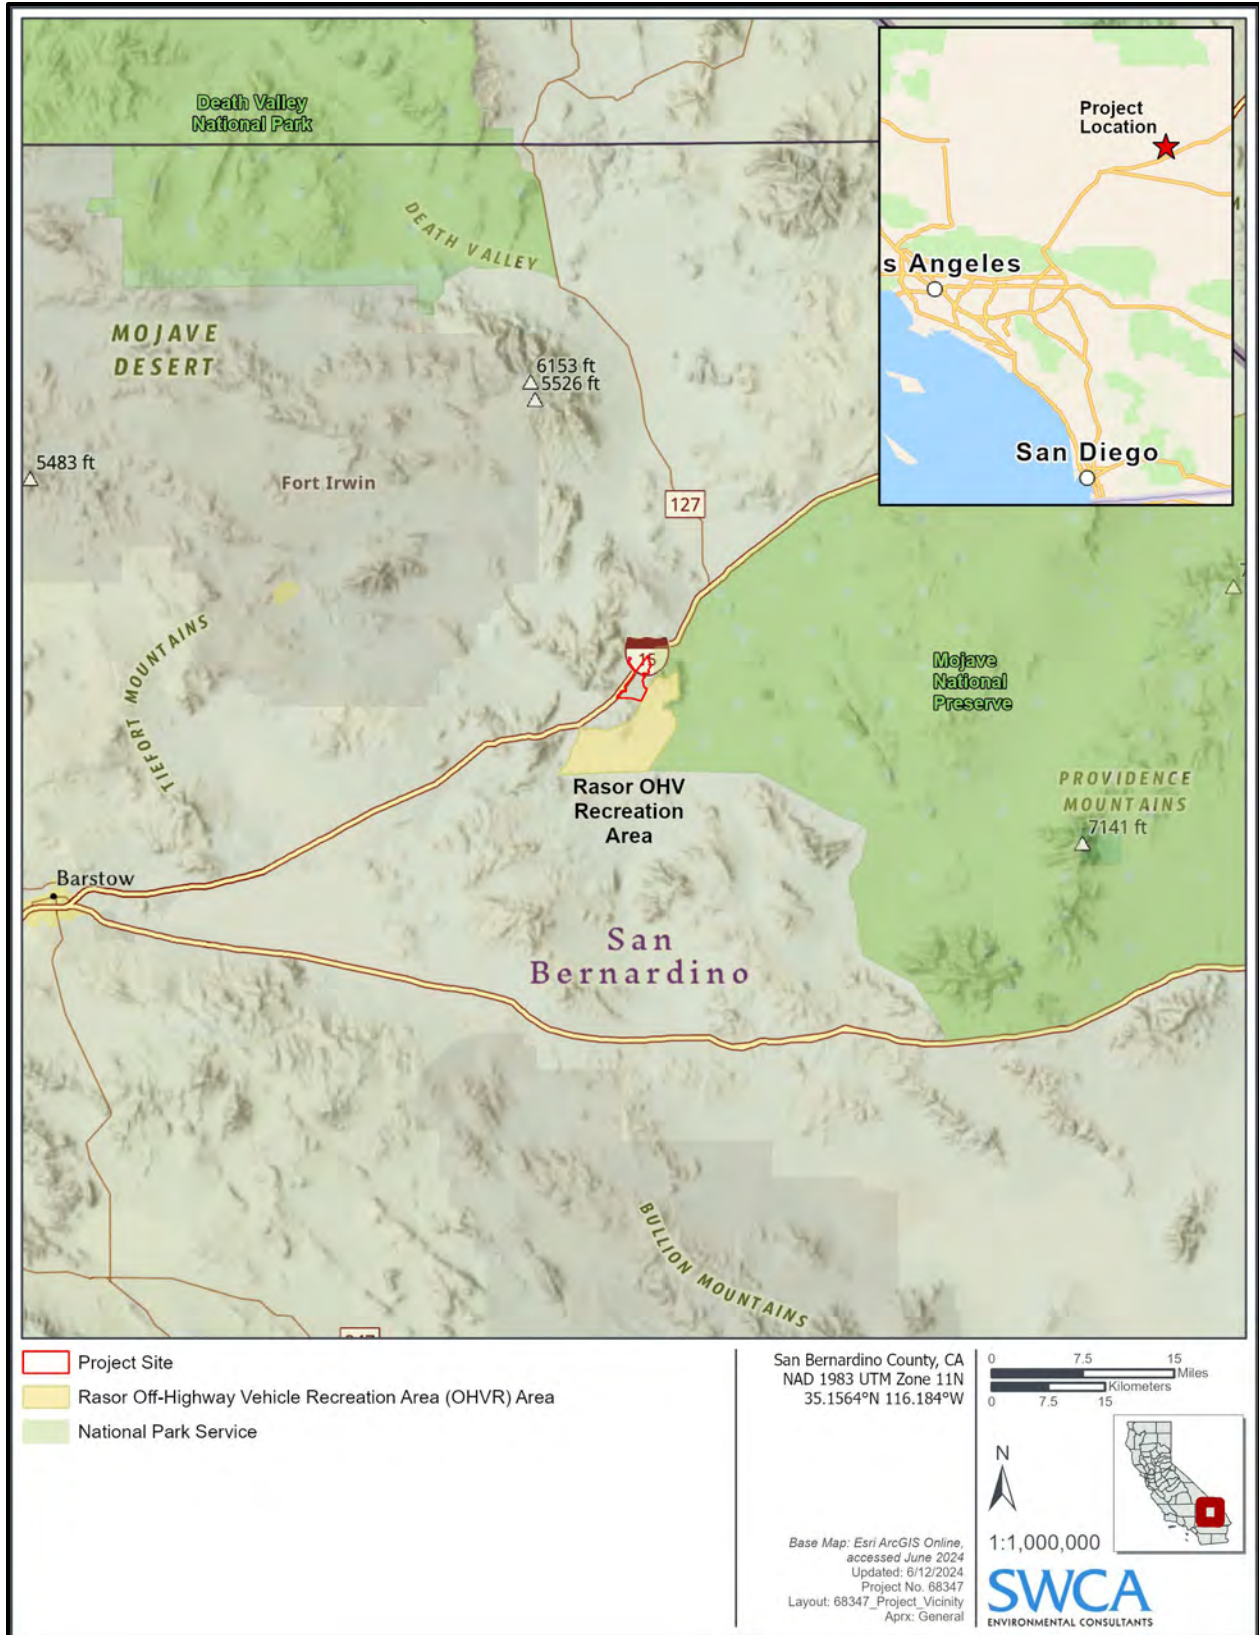 Death Valley
National Park
DEATH VALLEY
MOJAVE
DESERT
6153 ft
5526 ft
5483 ft
Fort Irwin
127
15
TIEFORT MOUNTAINS
Mojave
National
Preserve
PROVIDENCE
MOUNTAINS
7141 ft
Rasor OHV
Recreation
Area
Barstow
San
Bernardino
BULLION MOUNTAINS
Project
Location
s Angeles
San Diego
Project Site
Rasor Off-Highway Vehicle Recreation Area (OHVR) Area
National Park Service
San Bernardino County, CA
NAD 1983 UTM Zone 11N
35.1564°N 116.184°W
0 7.5 15
Miles
Kilometers
0 7.5 15
N
1:1,000,000
Base Map: Esri ArcGIS Online,
accessed June 2024
Updated: 6/12/2024
Project No. 68347
Layout: 68347_Project_Vicinity
Aprx: General
SWCA
ENVIRONMENTAL CONSULTANTS